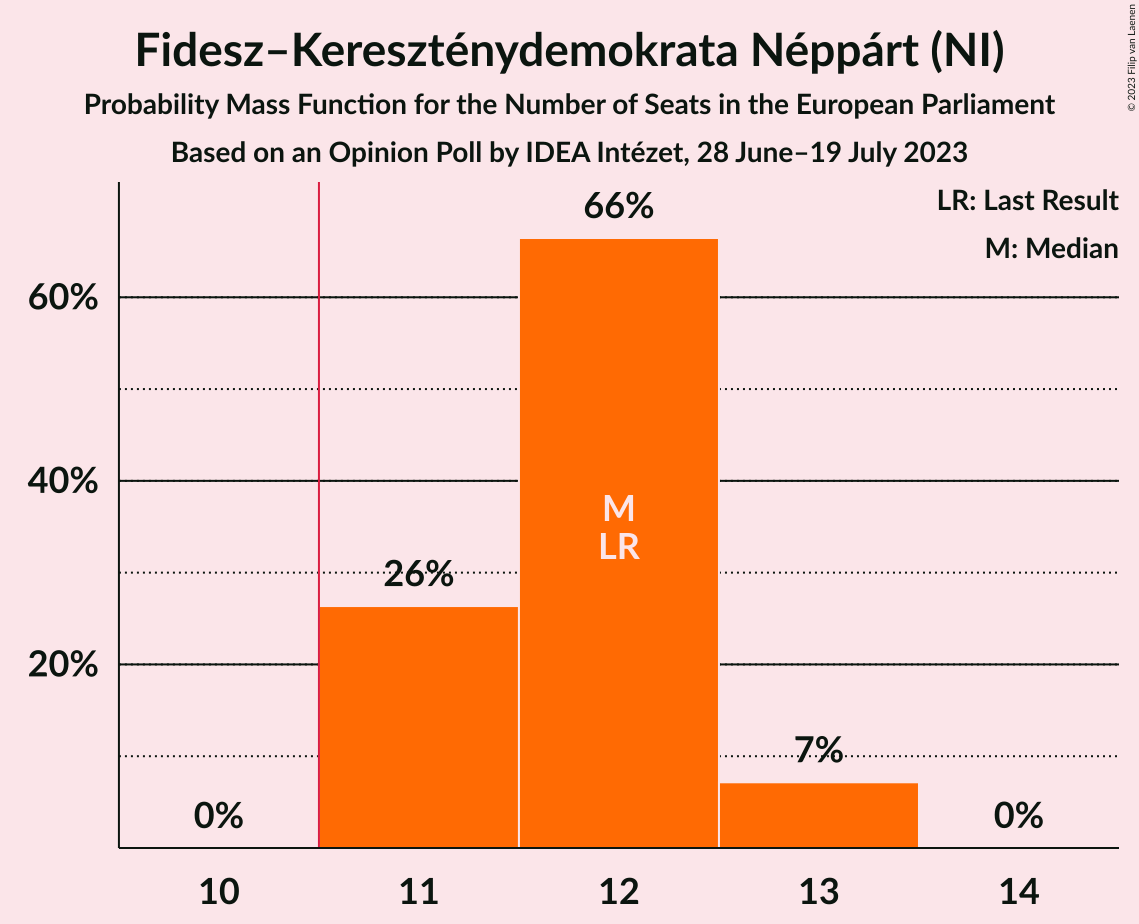 Fidesz–Kereszténydemokrata Néppárt (NI)
Probability Mass Function for the Number of Seats in the European Parliament
Based on an Opinion Poll by IDEA Intézet, 28 June–19 July 2023
© 2023 Filip van Laenen
LR: Last Result
M: Median
66%
60%
40%
M
LR
26%
20%
7%
0%
0%
10
11
12
13
14